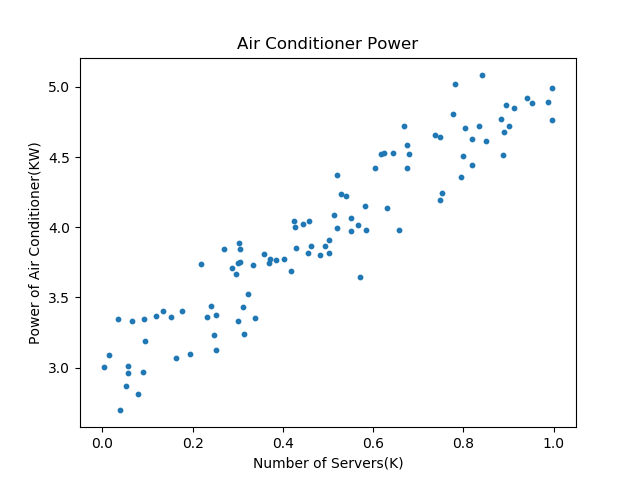 Air Conditioner Power
5.0
4.5
4.0
3.5
3.0
Power of Air Conditioner(KW)
0.0 0.2 0.4 0.6 0.8 1.0
Number of Servers(K)